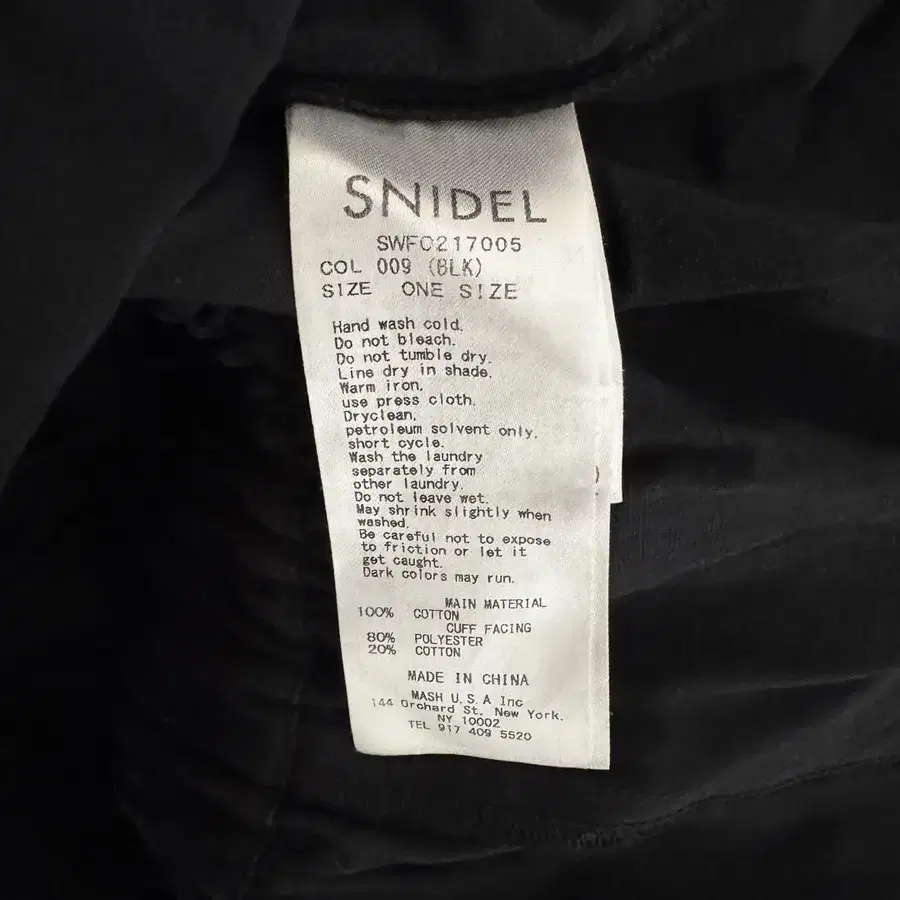 SNIDEL
SWFO217005
COL 009 (BLK)
SIZE ONE SIZE
Hand wash cold.
Do not bleach.
Do not tumble dry.
Line dry in shade.
Warm iron.
use press cloth.
Dryclean.
petroleum solvent only.
short cycle.
Wash the laundry
separately from
other laundry.
Do not leave wet.
May shrink slightly when
washed.
Be careful not to expose
to friction or let it
get caught.
Dark colors may run.
MAIN MATERIAL
100% COTTON
CUFF FACING
80% POLYESTER
20% COTTON
MADE IN CHINA
MASH U.S.A Inc
144 Orchard St. New York.
NY 10002
TEL 917 409 5520